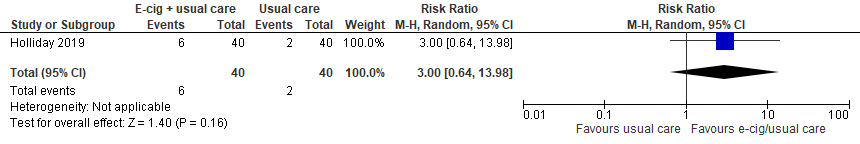 E-cig + usual care Usual care Risk Ratio Risk Ratio
Study or Subgroup Events Total Events Total Weight M-H, Random, 95% CI M-H, Random, 95% CI
Holliday 2019 6 40 2 40 100.0% 3.00 [0.64, 13.98]
Total (95% CI) 40 40 100.0% 3.00 [0.64, 13.98]
Total events 6 2
Heterogeneity: Not applicable
Test for overall effect: Z = 1.40 (P = 0.16)
0.01 0.1 1 10 100
Favours usual care Favours e-cig/usual care